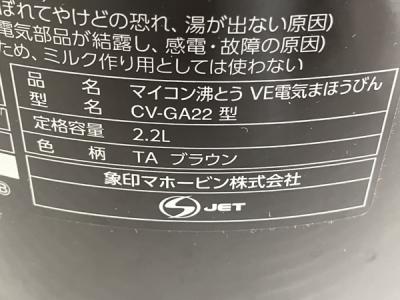 ぼれてやけどの恐れ、湯が出ない原因）
電気部品が結露し、感電・故障の原因）
ため、ミルク作り用としては使わない
品 名 マイコン沸とう VE電気まほうびん
型 名 CV-GA22 型
定格容量 2.2L
色 柄 TA ブラウン
象印マホービン株式会社
S JET